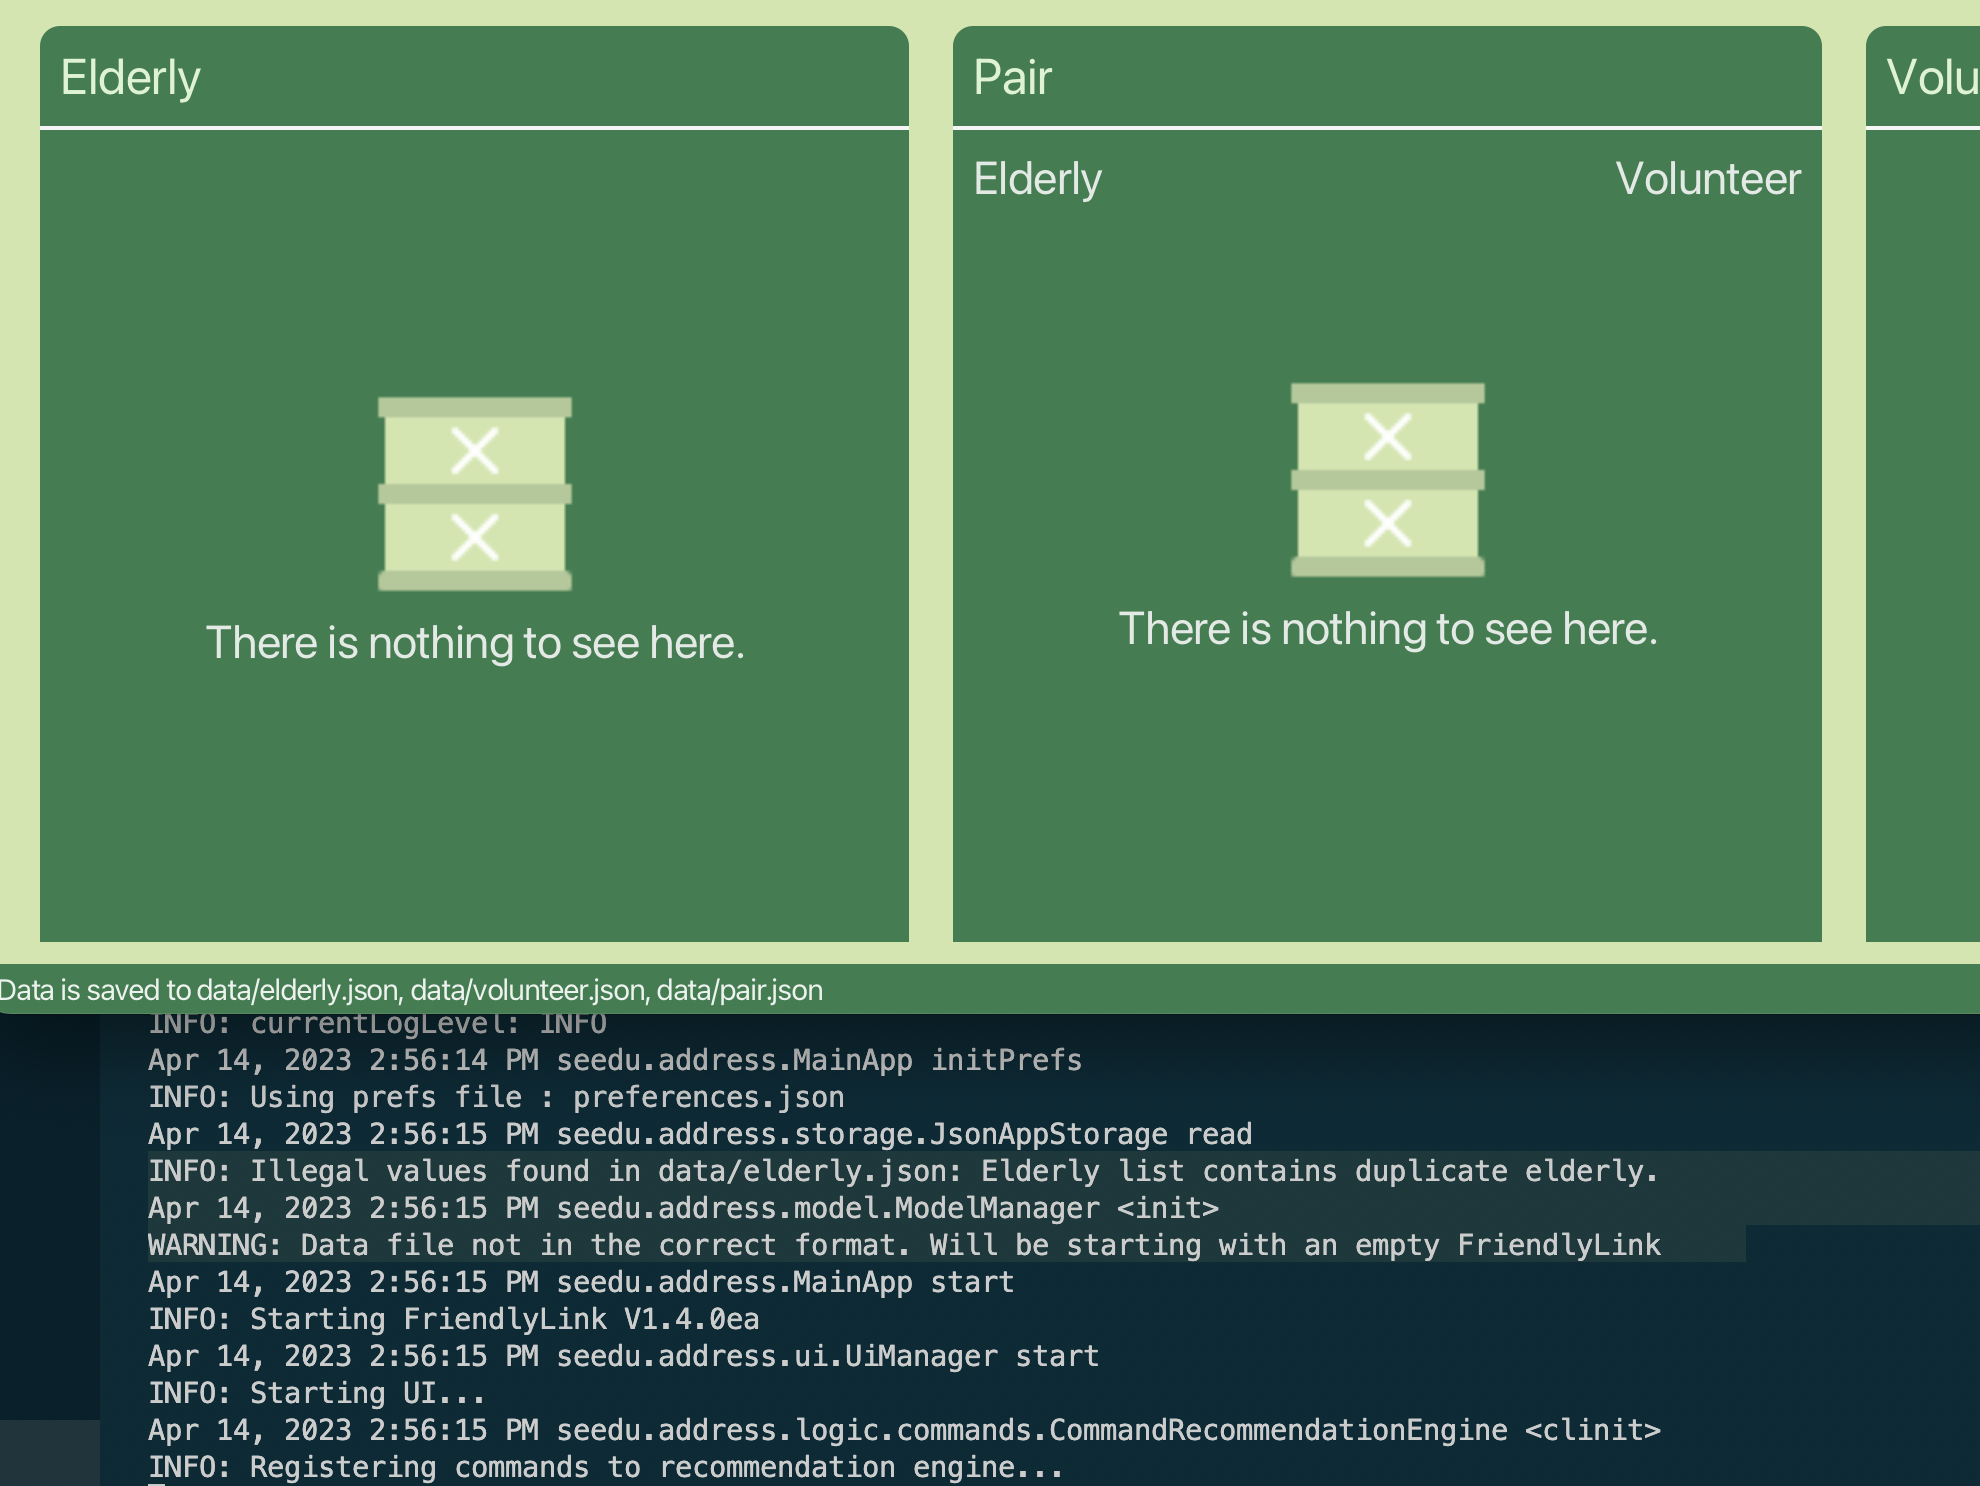 Elderly
Pair
Volu
Elderly
Volunteer
There is nothing to see here.
There is nothing to see here.
Data is saved to data/elderly.json, data/volunteer.json, data/pair.json
INFO: currentLogLevel: INFO
Apr 14, 2023 2:56:14 PM seedu.address.MainApp initPrefs
INFO: Using prefs file : preferences.json
Apr 14, 2023 2:56:15 PM seedu.address.storage.JsonAppStorage read
INFO: Illegal values found in data/elderly.json: Elderly list contains duplicate elderly.
Apr 14, 2023 2:56:15 PM seedu.address.model.ModelManager <init>
WARNING: Data file not in the correct format. Will be starting with an empty FriendlyLink
Apr 14, 2023 2:56:15 PM seedu.address.MainApp start
INFO: Starting FriendlyLink V1.4.0ea
Apr 14, 2023 2:56:15 PM seedu.address.ui.UiManager start
INFO: Starting UI...
Apr 14, 2023 2:56:15 PM seedu.address.logic.commands.CommandRecommendationEngine <clinit>
INFO: Registering commands to recommendation engine...